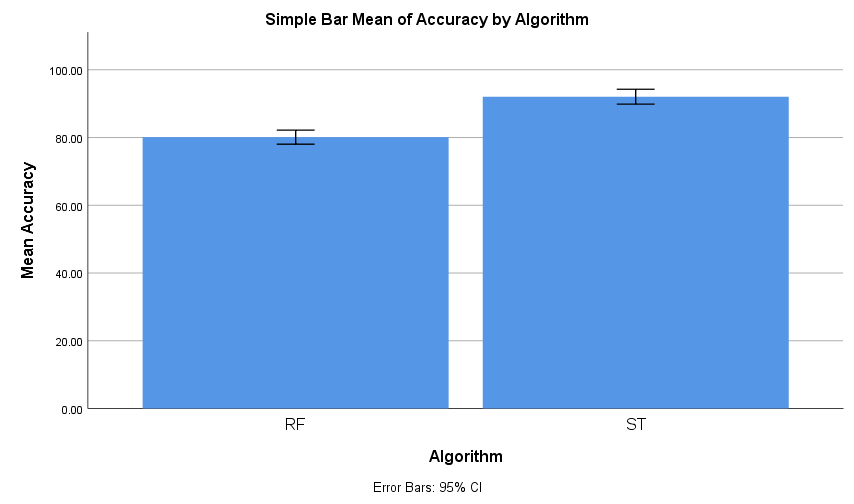 Simple Bar Mean of Accuracy by Algorithm
100.00
80.00
60.00
40.00
20.00
0.00
Mean Accuracy
RF
ST
Algorithm
Error Bars: 95% CI